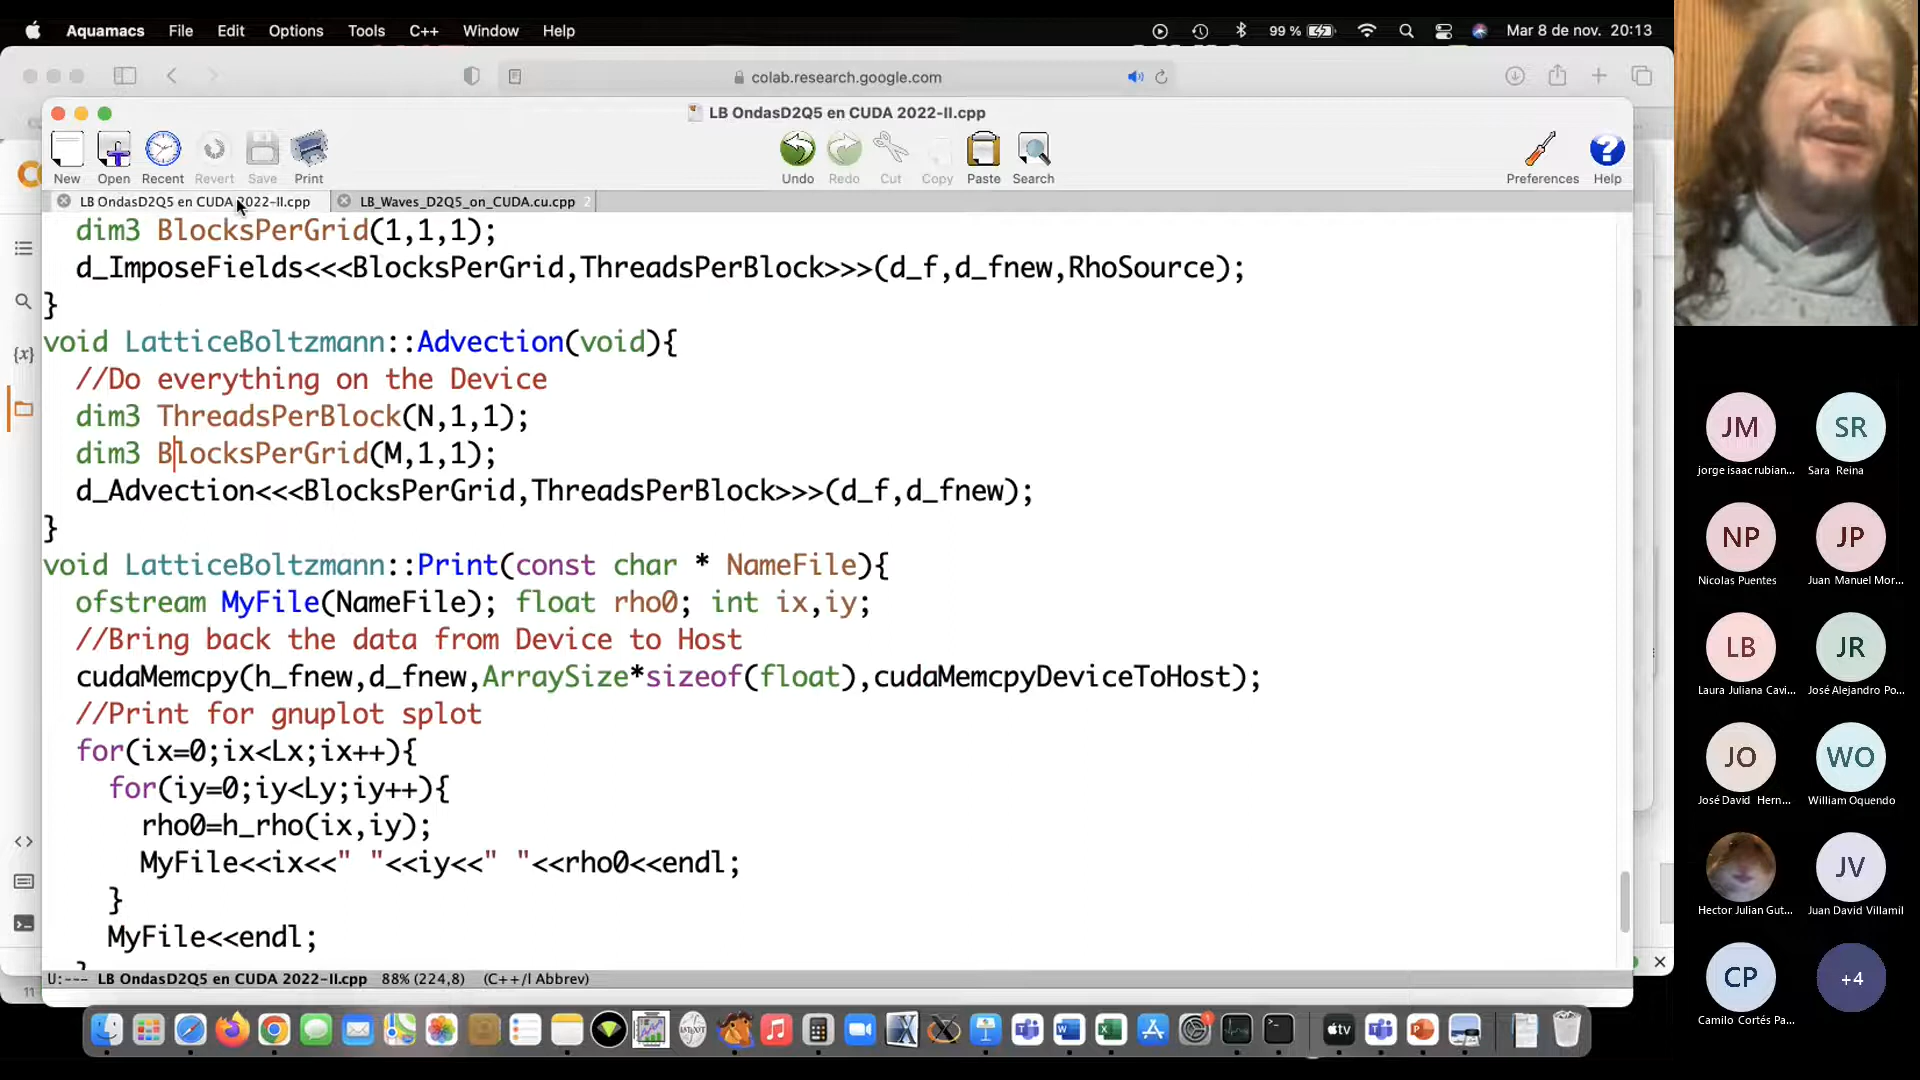 Aquamacs File Edit Options Tools C++ Window Help 99 % Mar 8 de nov. 20:13
colab.research.google.com
LB OndasD2Q5 en CUDA 2022-II.cpp
New Open Recent Revert Save Print Undo Redo Cut Copy Paste Search Preferences Help
LB OndasD2Q5 en CUDA 2022-II.cpp LB_Waves_D2Q5_on_CUDA.cu.cpp 2
dim3 BlocksPerGrid(1,1,1);
d_ImposeFields<<<BlocksPerGrid,ThreadsPerBlock>>>(d_f,d_fnew,RhoSource);
}
void LatticeBoltzmann::Advection(void){
//Do everything on the Device
dim3 ThreadsPerBlock(N,1,1);
dim3 BlocksPerGrid(M,1,1);
d_Advection<<<BlocksPerGrid,ThreadsPerBlock>>>(d_f,d_fnew);
}
void LatticeBoltzmann::Print(const char * NameFile){
ofstream MyFile(NameFile); float rho0; int ix,iy;
//Bring back the data from Device to Host
cudaMemcpy(h_fnew,d_fnew,ArraySize*sizeof(float),cudaMemcpyDeviceToHost);
//Print for gnuplot splot
for(ix=0;ix<Lx;ix++){
for(iy=0;iy<Ly;iy++){
rho0=h_rho(ix,iy);
MyFile<<ix<<" "<<iy<<" "<<rho0<<endl;
}
MyFile<<endl;
U:--- LB OndasD2Q5 en CUDA 2022-II.cpp 88% (224,8) (C++/l Abbrev)
tv
JM SR
jorge isaac rubian... Sara Reina
NP JP
Nicolas Puentes Juan Manuel Mor...
LB JR
Laura Juliana Cavi... José Alejandro Po...
JO WO
José David Hern... William Oquendo
JV
Hector Julian Gut... Juan David Villamil
CP +4
Camilo Cortés Pa...